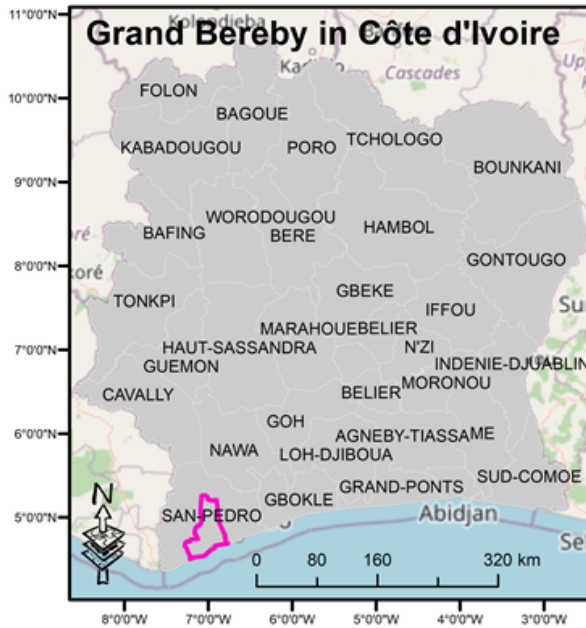 Grand Bereby in Côte d'Ivoire
11°0'0"N
10°0'0"N
9°0'0"N
8°0'0"N
7°0'0"N
6°0'0"N
5°0'0"N
Cascades
FOLON
BAGOUE
KABADOUGOU
PORO
TCHOLOGO
BOUNKANI
WORODOUGOU
BAFING
BERE
HAMBOL
GONTOUGO
TONKPI
GBEKE
IFFOU
MARAHOUE
BELIER
HAUT-SASSANDRA
N'ZI
GUEMON
INDENIE-DJUABLIN
MORONOU
CAVALLY
BELIER
GOH
AGNEBY-TIASSA
ME
NAWA
LOH-DJIBOUA
SUD-COMOE
GRAND-PONTS
GBOKLE
SAN-PEDRO
Abidjan
N
0 80 160 320 km
8°0'0"W 7°0'0"W 6°0'0"W 5°0'0"W 4°0'0"W 3°0'0"W